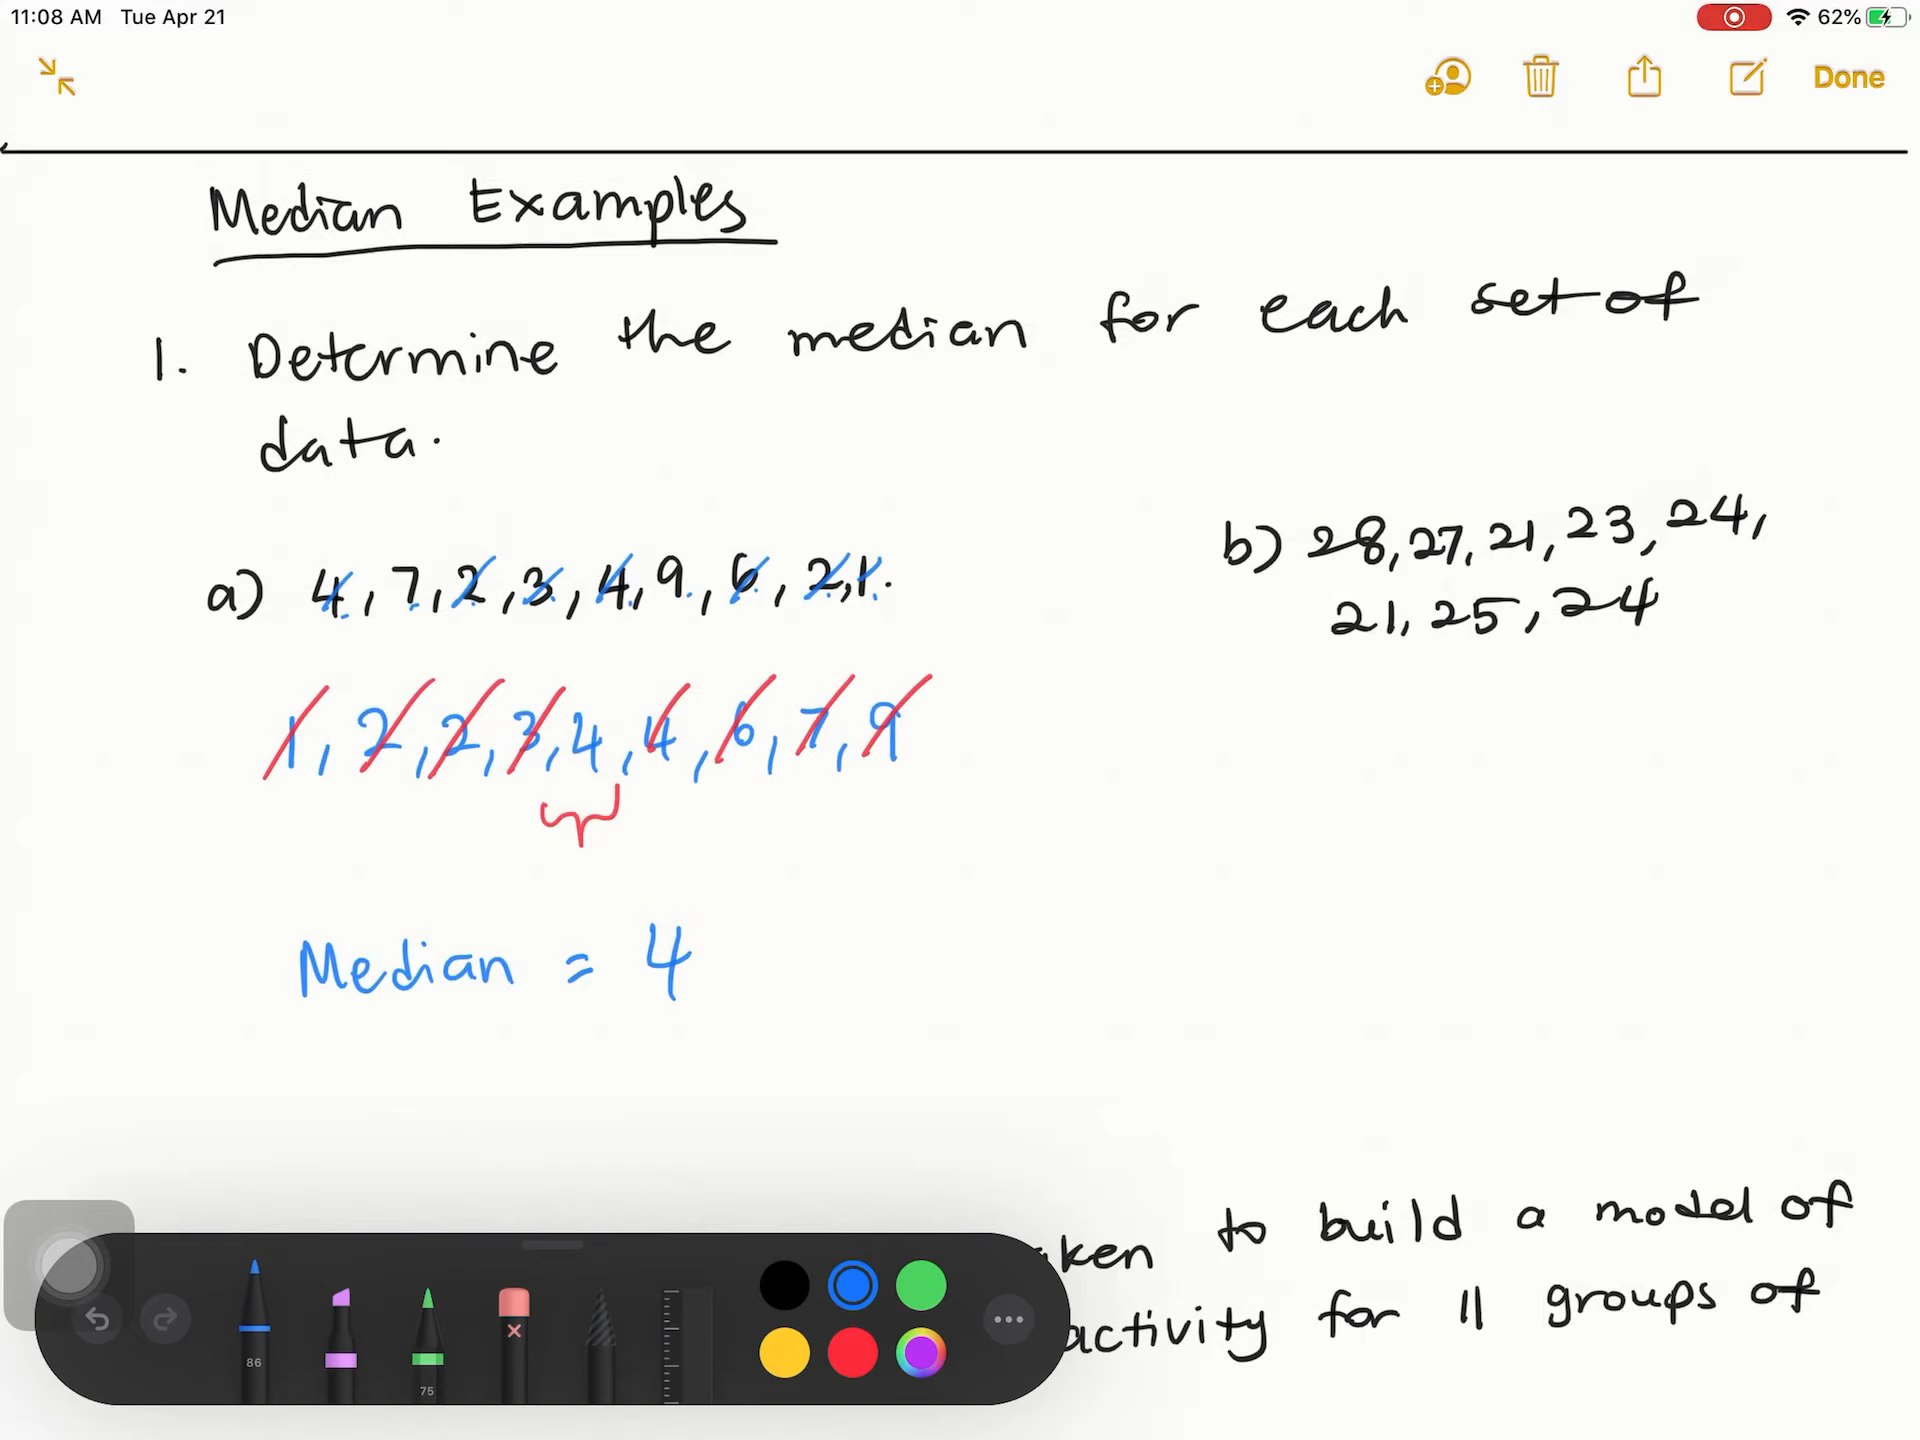 11:08 AM Tue Apr 21
62%
Done
Median Examples
1. Determine the median for each set of
data.
a) 4, 7, 2, 3, 4, 9, 6, 2, 1.
b) 28, 27, 21, 23, 24,
21, 25, 24
1, 2, 2, 3, 4, 4, 6, 7, 9
Median = 4
aken to build a model of
activity for 11 groups of
86
75